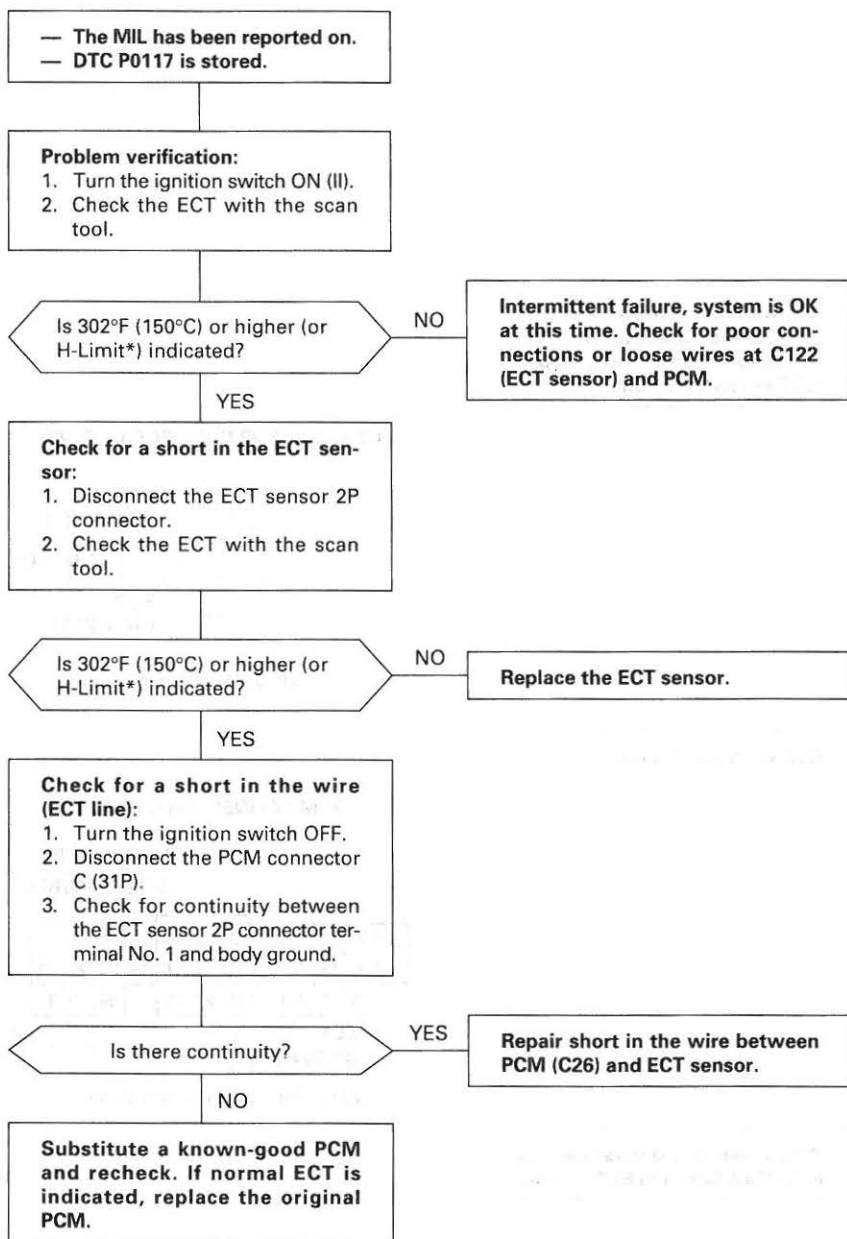 — The MIL has been reported on.
— DTC P0117 is stored.
Problem verification:
1. Turn the ignition switch ON (II).
2. Check the ECT with the scan
tool.
Is 302°F (150°C) or higher (or
H-Limit*) indicated?
NO
Intermittent failure, system is OK
at this time. Check for poor con-
nections or loose wires at C122
(ECT sensor) and PCM.
YES
Check for a short in the ECT sen-
sor:
1. Disconnect the ECT sensor 2P
connector.
2. Check the ECT with the scan
tool.
Is 302°F (150°C) or higher (or
H-Limit*) indicated?
NO
Replace the ECT sensor.
YES
Check for a short in the wire
(ECT line):
1. Turn the ignition switch OFF.
2. Disconnect the PCM connector
C (31P).
3. Check for continuity between
the ECT sensor 2P connector ter-
minal No. 1 and body ground.
Is there continuity?
YES
Repair short in the wire between
PCM (C26) and ECT sensor.
NO
Substitute a known-good PCM
and recheck. If normal ECT is
indicated, replace the original
PCM.